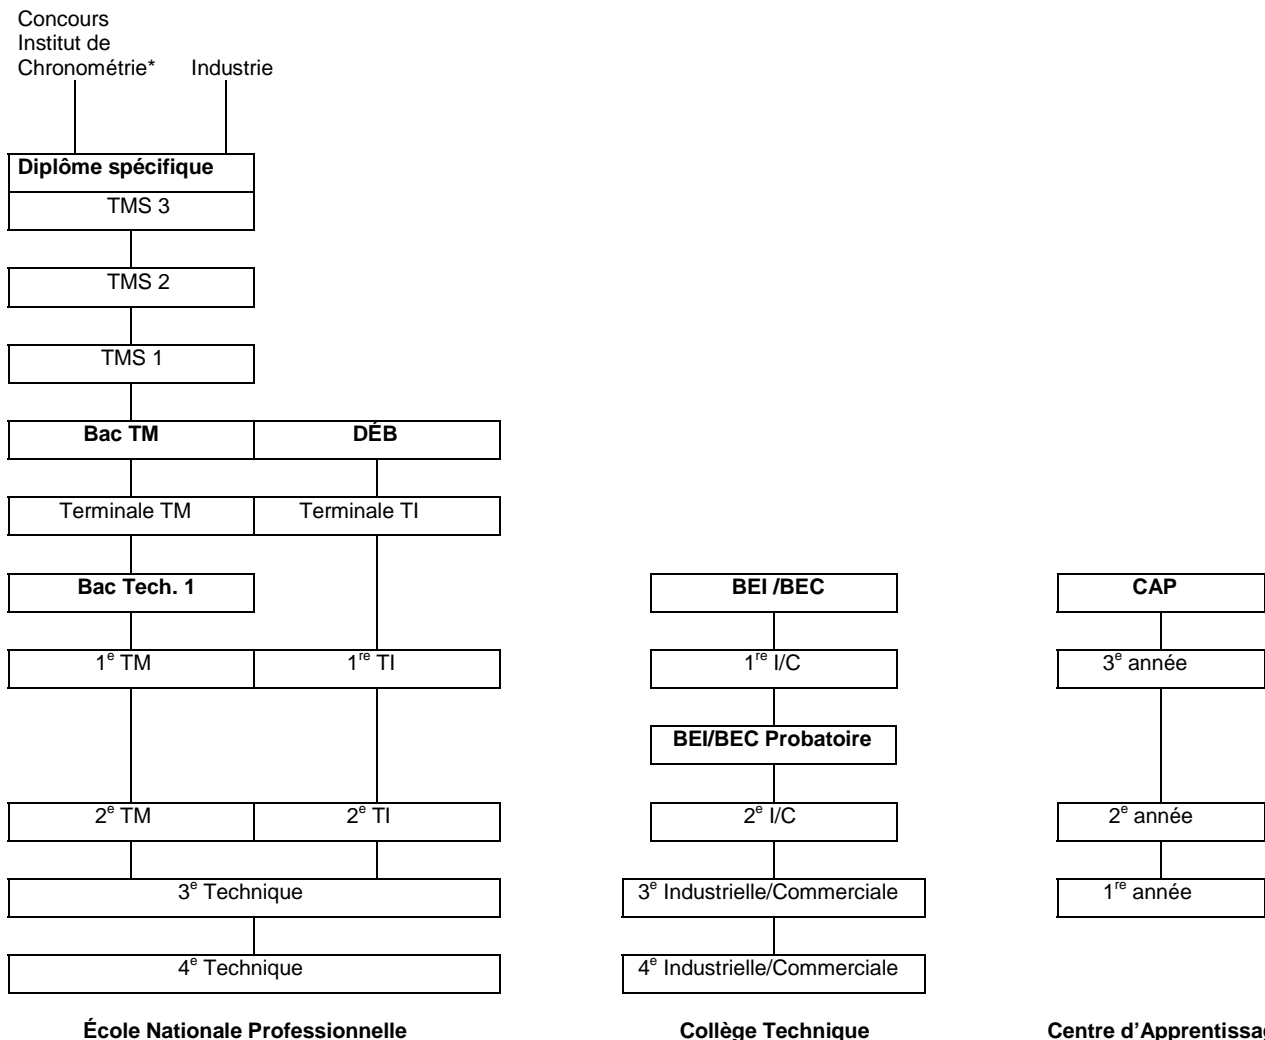 Concours
Institut de
Chronométrie* Industrie
Diplôme spécifique
TMS 3
TMS 2
TMS 1
Bac TM DÉB
Terminale TM Terminale TI
Bac Tech. 1 BEI /BEC CAP
1e TM 1re TI 1re I/C 3e année
BEI/BEC Probatoire
2e TM 2e TI 2e I/C 2e année
3e Technique 3e Industrielle/Commerciale 1re année
4e Technique 4e Industrielle/Commerciale
École Nationale Professionnelle Collège Technique Centre d’Apprentissag